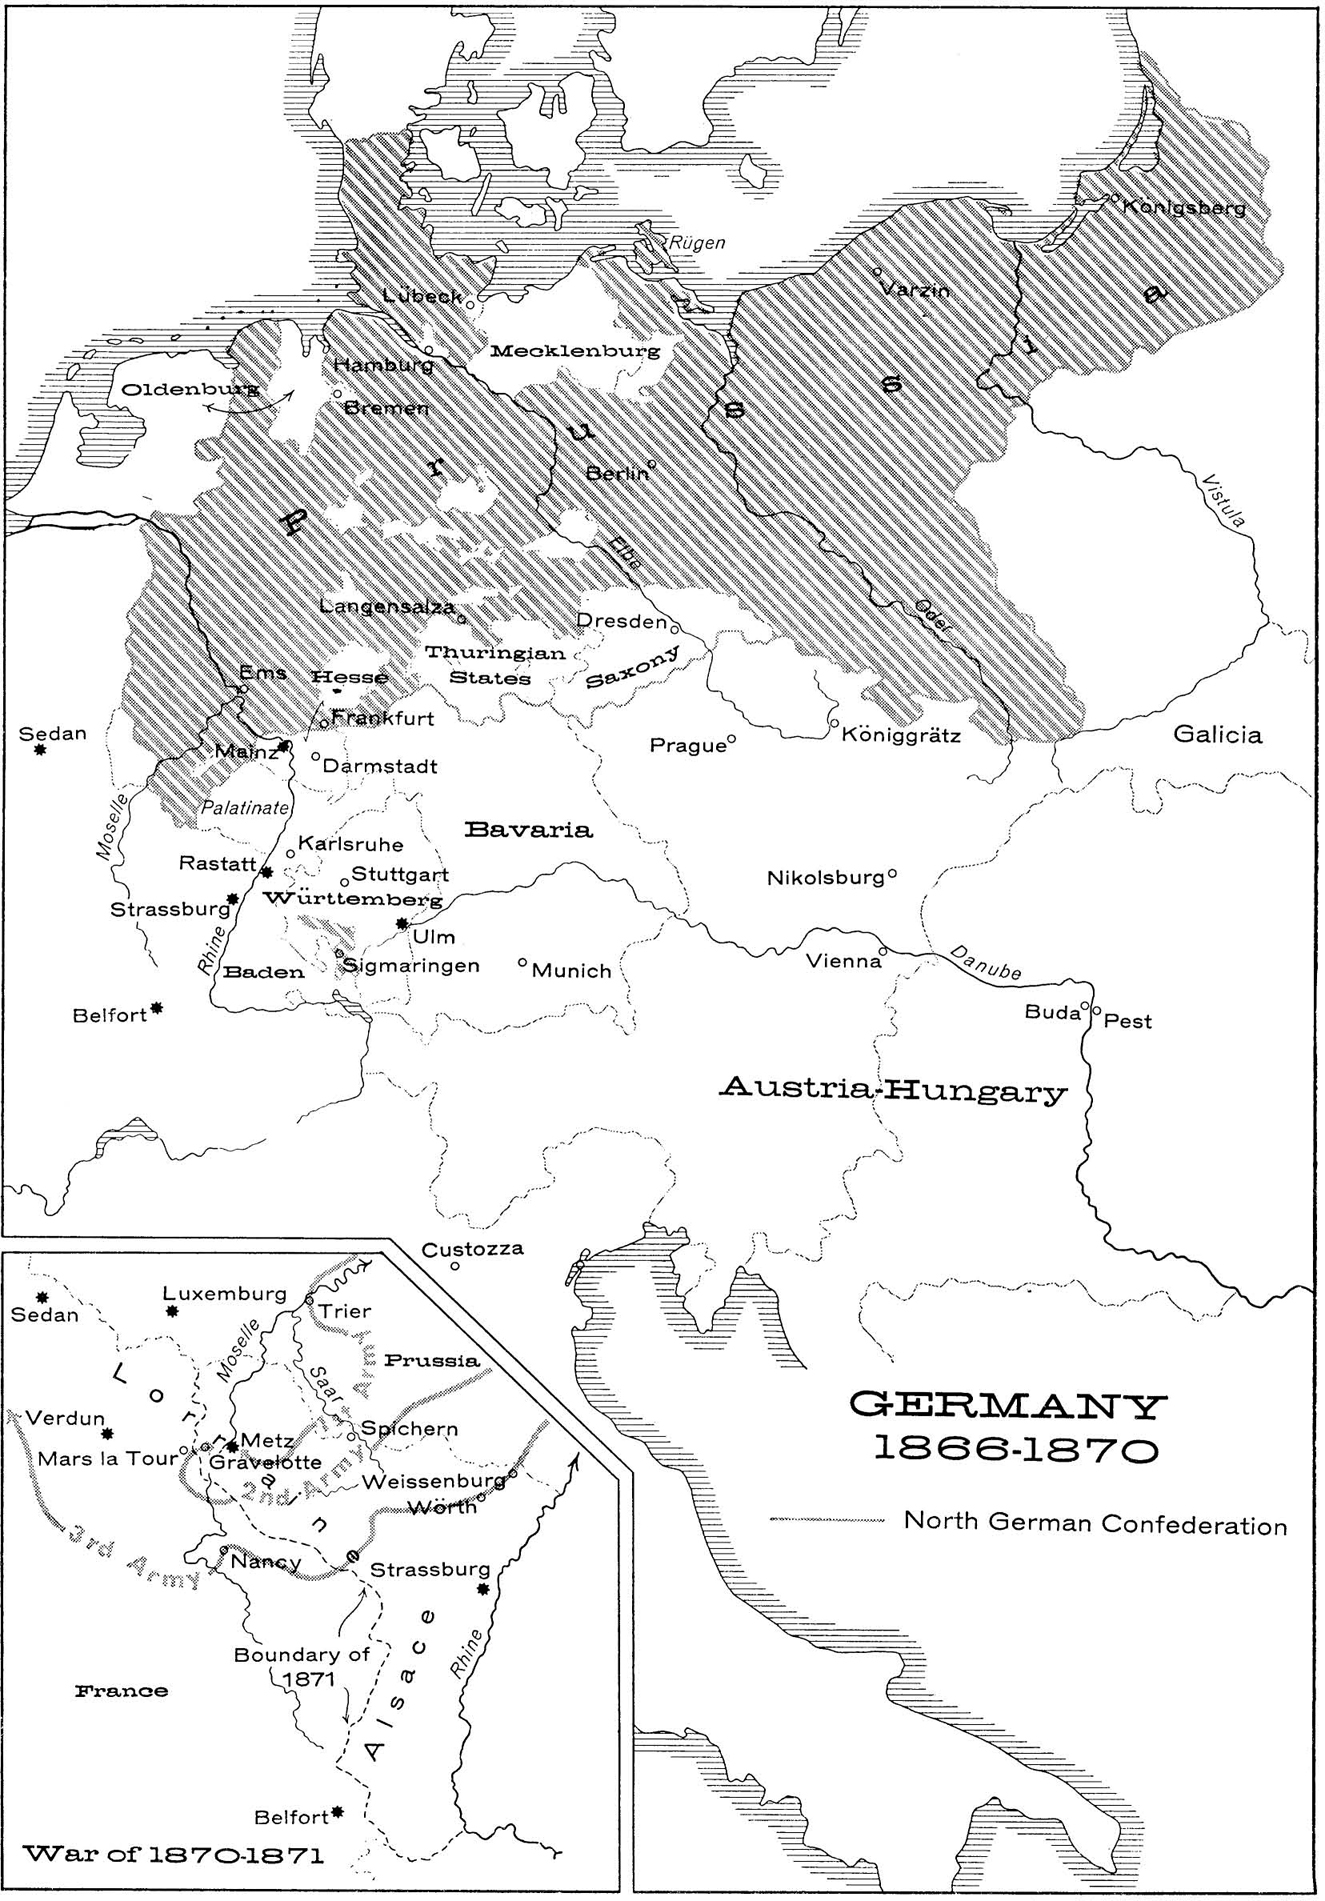 Königsberg
Rügen
Varzin
Lübeck
Mecklenburg
Hamburg
Oldenburg
Bremen
Prussia
Berlin
Vistula
Elbe
Oder
Langensalza
Dresden
Thuringian
States
Saxony
Ems
Hesse
Frankfurt
Sedan
Mainz
Darmstadt
Prague
Königgrätz
Galicia
Moselle
Palatinate
Bavaria
Karlsruhe
Rastatt
Stuttgart
Nikolsburg
Württemberg
Strassburg
Ulm
Rhine
Baden
Sigmaringen
Munich
Vienna
Danube
Belfort
Buda
Pest
Austria-Hungary
Custozza
GERMANY
1866-1870
North German Confederation
Sedan
Luxemburg
Trier
Moselle
Saar
Prussia
1st Army
Lorraine
Verdun
Spichern
Metz
Mars la Tour
Gravelotte
2nd Army
Weissenburg
Wörth
3rd Army
Nancy
Strassburg
Boundary of
1871
Alsace
Rhine
France
Belfort
War of 1870-1871